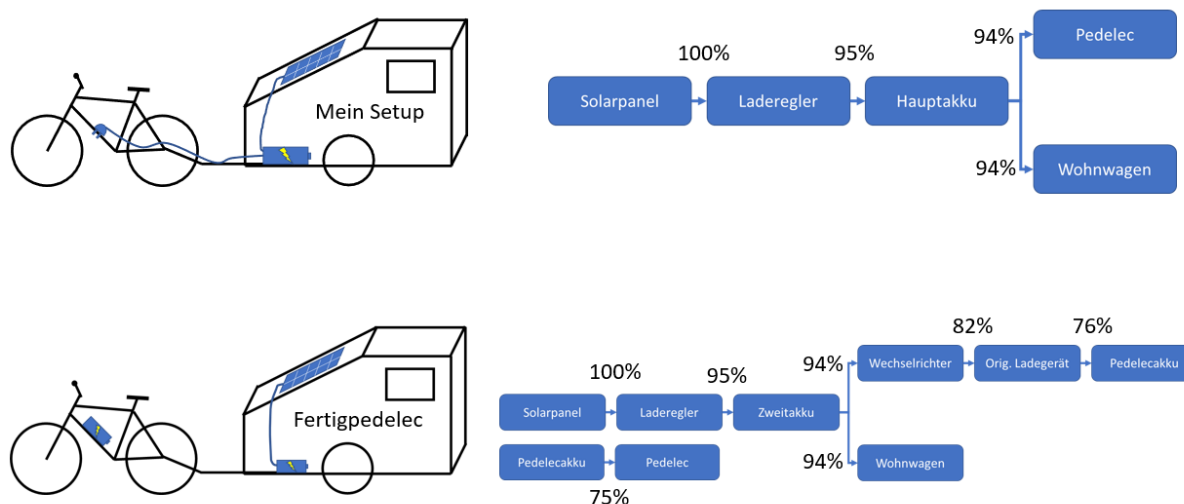 Mein Setup
100%
95%
94%
Solarpanel
Laderegler
Hauptakku
Pedelec
94%
Wohnwagen
Fertigpedelec
100%
95%
94%
82%
76%
Wechselrichter
Orig. Ladegerät
Pedelecakku
Solarpanel
Laderegler
Zweitakku
Pedelecakku
Pedelec
94%
Wohnwagen
75%